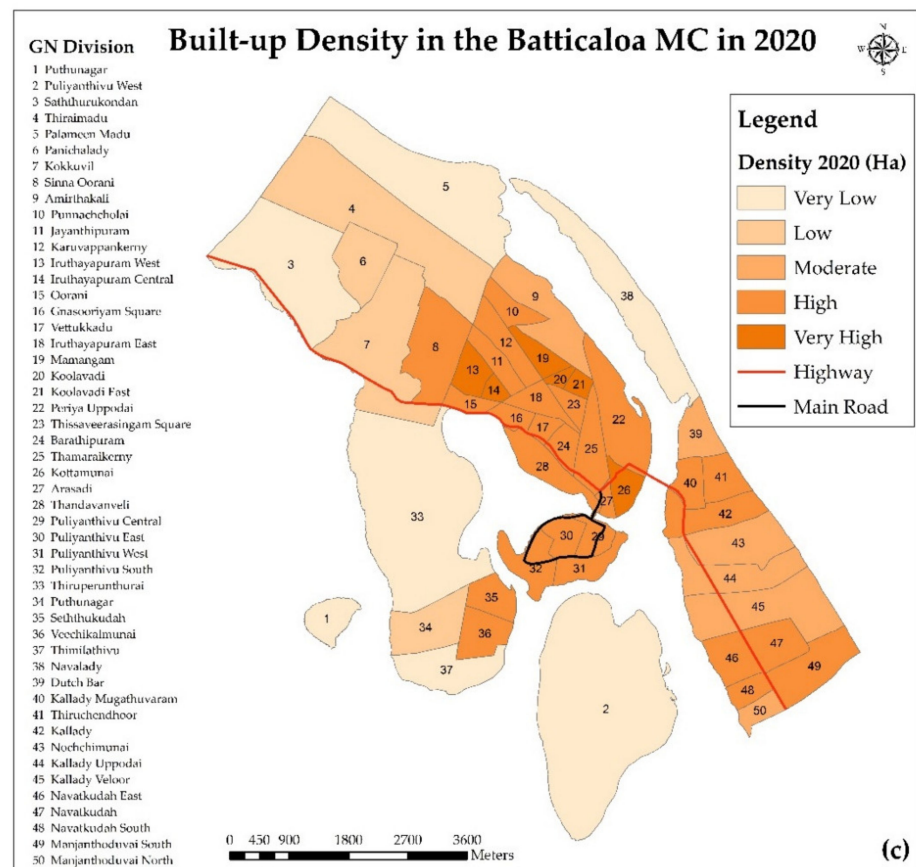 Built-up Density in the Batticaloa MC in 2020
GN Division
1 Puthunagar
2 Puliyanthivu West
3 Saththurukondan
4 Thiraimadu
5 Palameen Madu
6 Panichalady
7 Kokkuvil
8 Sinna Oorani
9 Amirthakali
10 Punnachcholai
11 Jayanthipuram
12 Karuvappankerny
13 Iruthayapuram West
14 Iruthayapuram Central
15 Oorani
16 Gnasooriyam Square
17 Vettukkadu
18 Iruthayapuram East
19 Mamangam
20 Koolavadi
21 Koolavadi East
22 Periya Uppodai
23 Thissaveerasingam Square
24 Barathipuram
25 Thamaraikerny
26 Kottamunai
27 Arasadi
28 Thandavanveli
29 Puliyanthivu Central
30 Puliyanthivu East
31 Puliyanthivu West
32 Puliyanthivu South
33 Thiruperunthurai
34 Puthunagar
35 Seththikudah
36 Veechikalmunai
37 Thimilathivu
38 Navalady
39 Dutch Bar
40 Kallady Mugathuvaram
41 Thiruchendhoor
42 Kallady
43 Nochchimunai
44 Kallady Uppodai
45 Kallady Veloor
46 Navatkudah East
47 Navatkudah
48 Navatkudah South
49 Manjanthoduvai South
50 Manjanthoduvai North
N
W E
S
Legend
Density 2020 (Ha)
Very Low
Low
Moderate
High
Very High
Highway
Main Road
5
4
38
3
6
9
10
7
8
12
19
11
13
20
21
14
18
15
23
22
16
17
24
25
39
28
26
27
40
41
42
33
30
29
43
32
31
44
35
45
1
34
36
47
46
49
37
48
2
50
0 450 900 1800 2700 3600
Meters
(c)